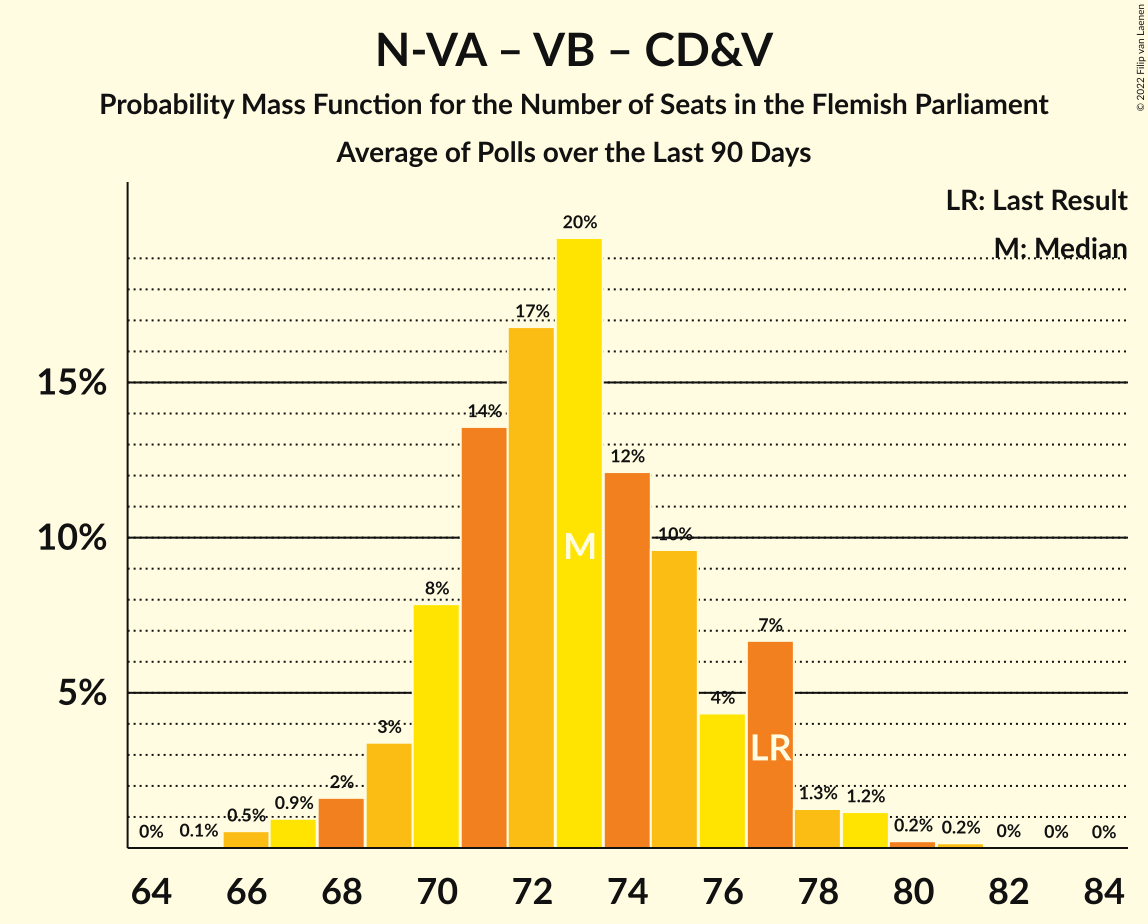 N-VA – VB – CD&V
Probability Mass Function for the Number of Seats in the Flemish Parliament
Average of Polls over the Last 90 Days
© 2022 Filip van Laenen
LR: Last Result
M: Median
20%
17%
15%
14%
12%
10%
10%
M
8%
7%
5%
4%
LR
3%
2%
1.3%
1.2%
0.9%
0.5%
0.2%
0.2%
0%
0.1%
0%
0%
0%
64 66 68 70 72 74 76 78 80 82 84